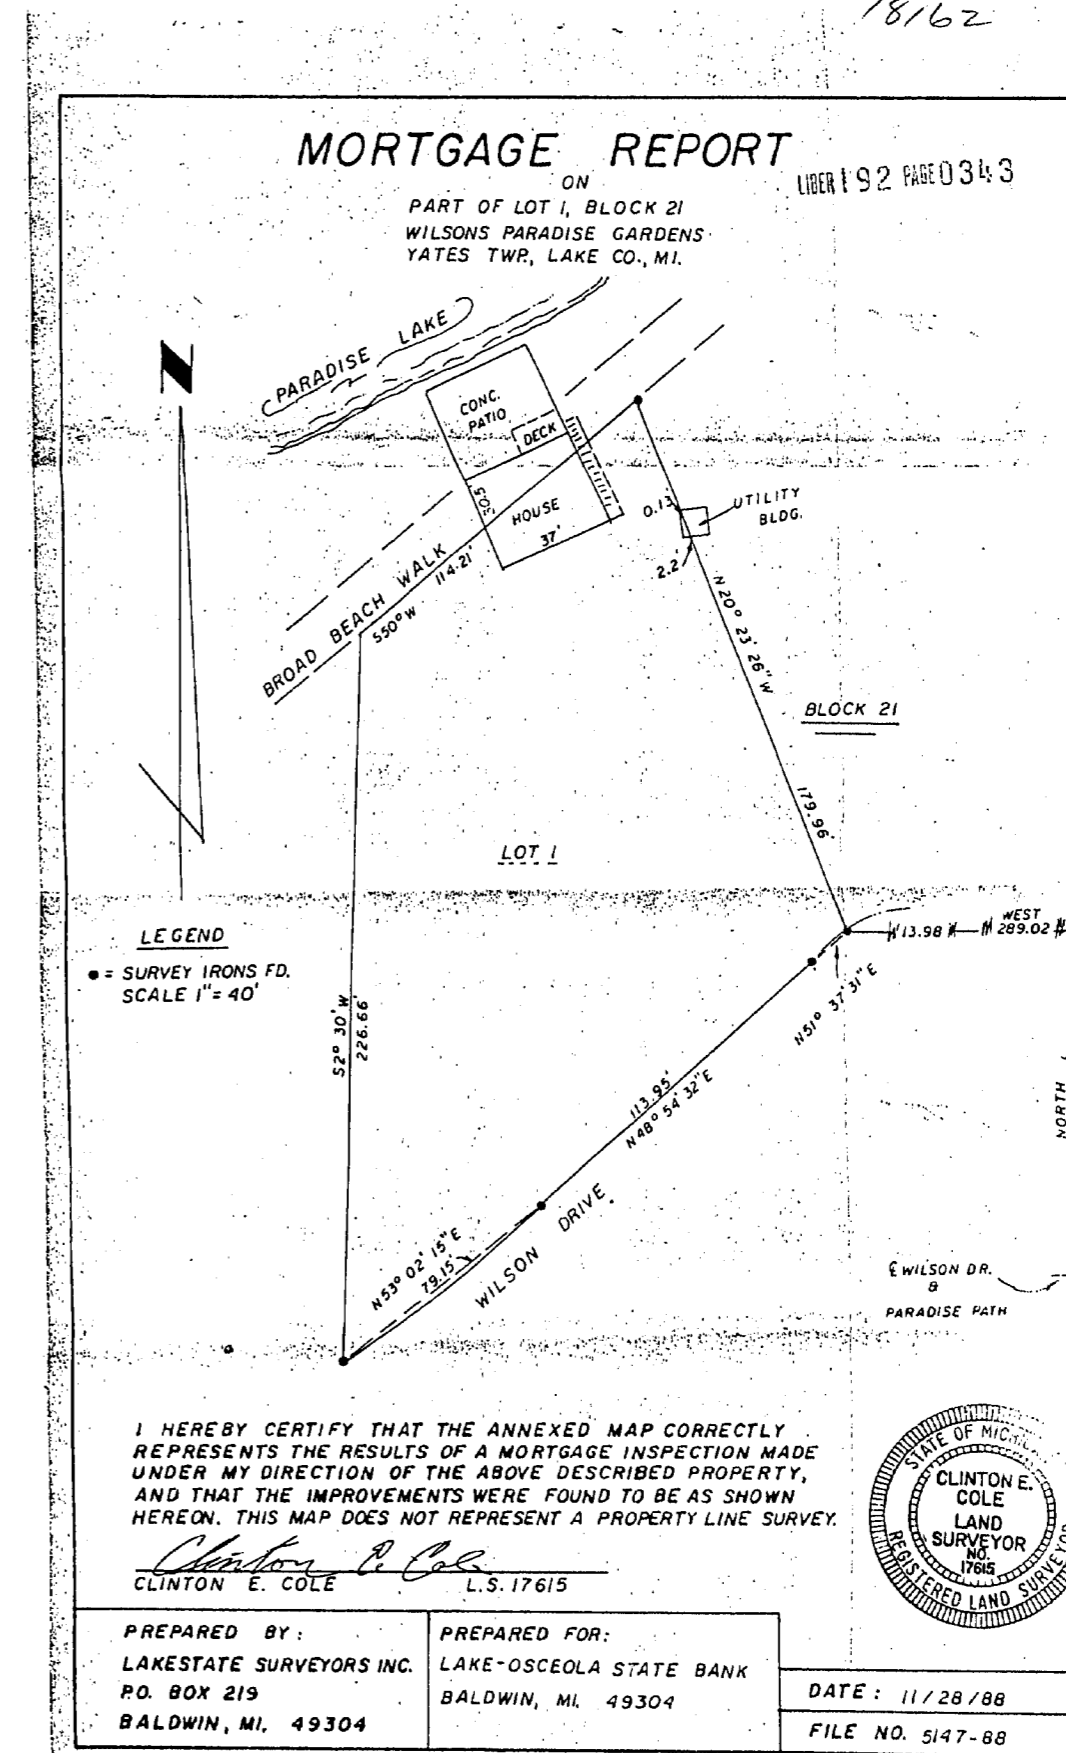 18162
MORTGAGE REPORT
ON
LIBER 192 PAGE 0343
PART OF LOT 1, BLOCK 21
WILSONS PARADISE GARDENS
YATES TWP., LAKE CO., MI.
PARADISE LAKE
N
CONC.
PATIO
DECK
30.5'
HOUSE
37'
0.13'
UTILITY
BLDG.
2.2'
BROAD BEACH WALK
114.21'
S50° W
N 20° 23' 26" W
179.96'
BLOCK 21
LOT 1
LEGEND
● = SURVEY IRONS FD.
SCALE 1" = 40'
13.98
WEST
289.02
N51° 37' 31" E
S2° 30' W
226.66'
113.95'
N48° 54' 32" E
NORTH
N53° 02' 15" E
79.15'
WILSON DRIVE
℄ WILSON DR.
&
PARADISE PATH
I HEREBY CERTIFY THAT THE ANNEXED MAP CORRECTLY
REPRESENTS THE RESULTS OF A MORTGAGE INSPECTION MADE
UNDER MY DIRECTION OF THE ABOVE DESCRIBED PROPERTY,
AND THAT THE IMPROVEMENTS WERE FOUND TO BE AS SHOWN
HEREON. THIS MAP DOES NOT REPRESENT A PROPERTY LINE SURVEY.
Clinton E. Cole
CLINTON E. COLE L.S. 17615
STATE OF
CLINTON E.
COLE
LAND
SURVEYOR
NO.
17615
REGISTERED LAND SURVEYOR
PREPARED BY:
LAKESTATE SURVEYORS INC.
P.O. BOX 219
BALDWIN, MI. 49304
PREPARED FOR:
LAKE-OSCEOLA STATE BANK
BALDWIN, MI. 49304
DATE: 11/28/88
FILE NO. 5147-88